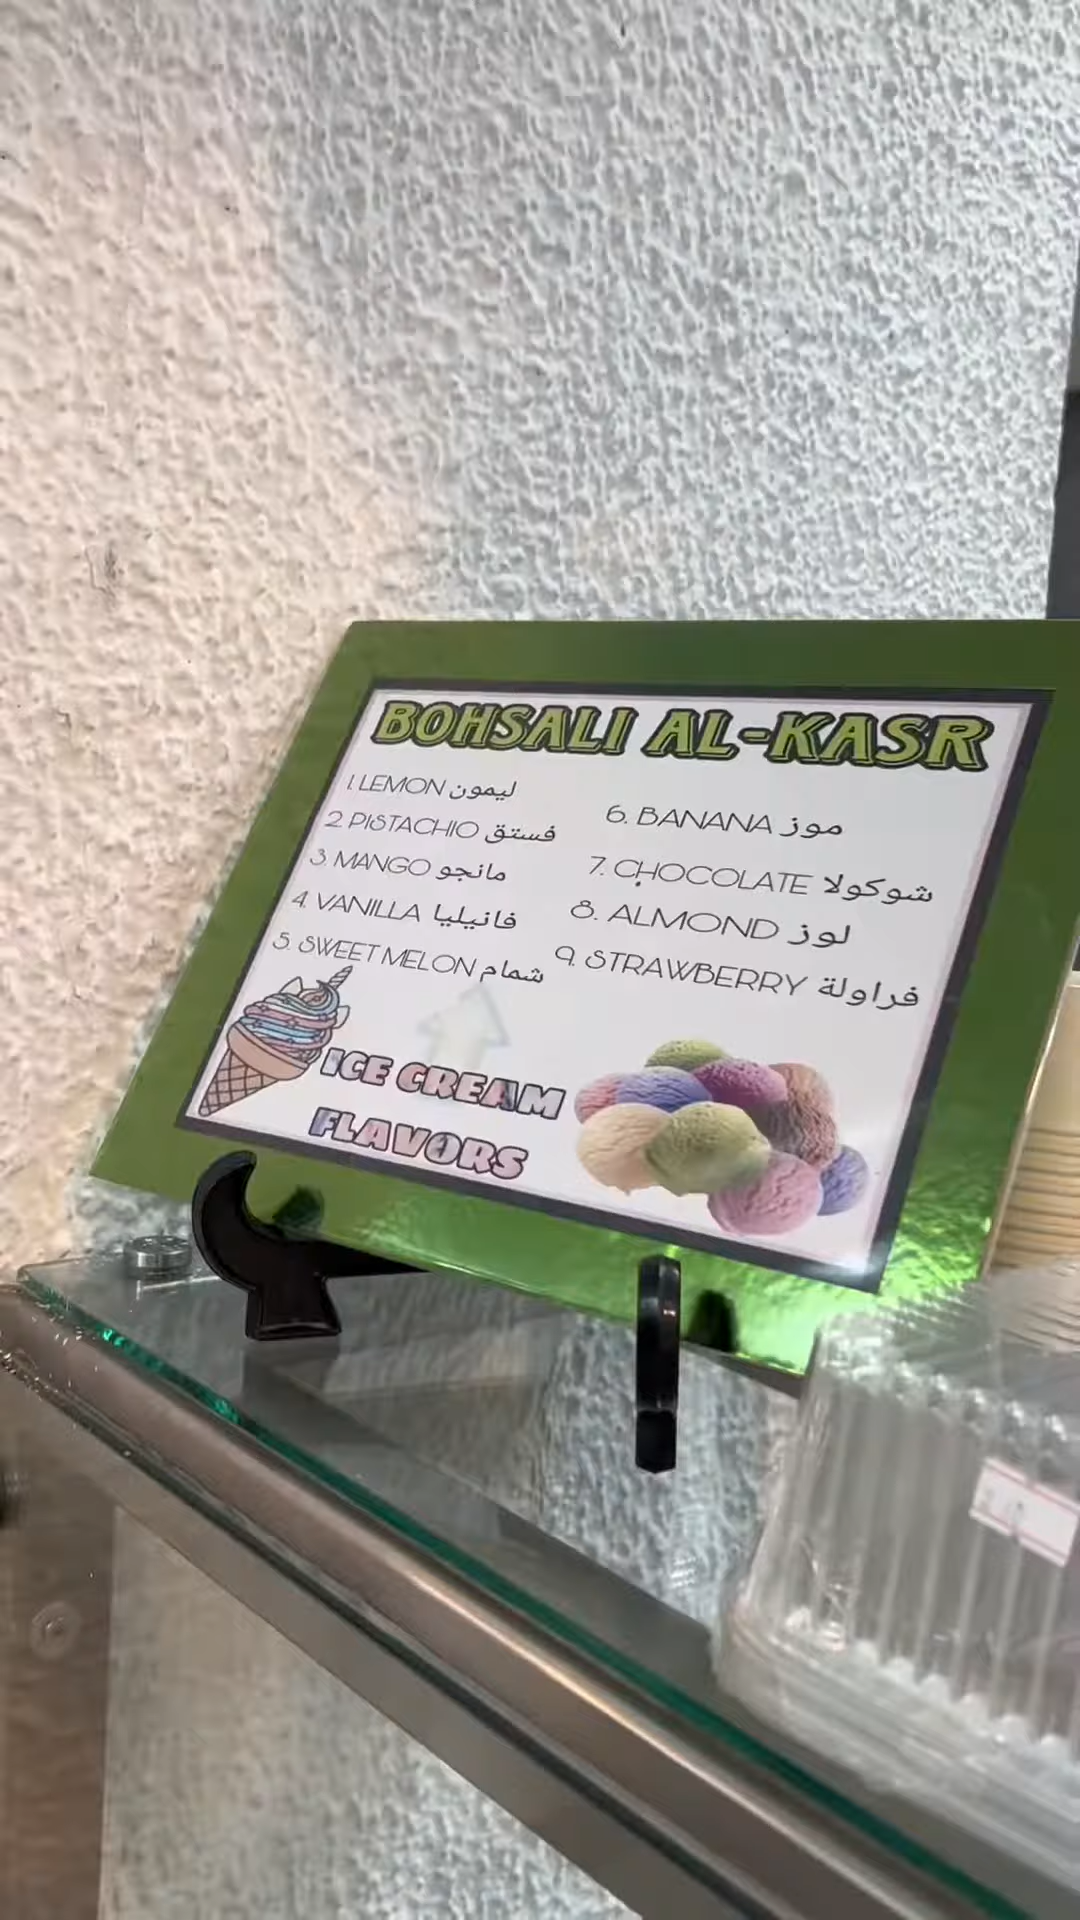 BOHSALI AL-KASR
1. LEMON ليمون
2. PISTACHIO فستق
3. MANGO مانجو
4. VANILLA فانيليا
5. SWEET MELON شمام
6. BANANA موز
7. CHOCOLATE شوكولا
8. ALMOND لوز
9. STRAWBERRY فراولة
ICE CREAM
FLAVORS